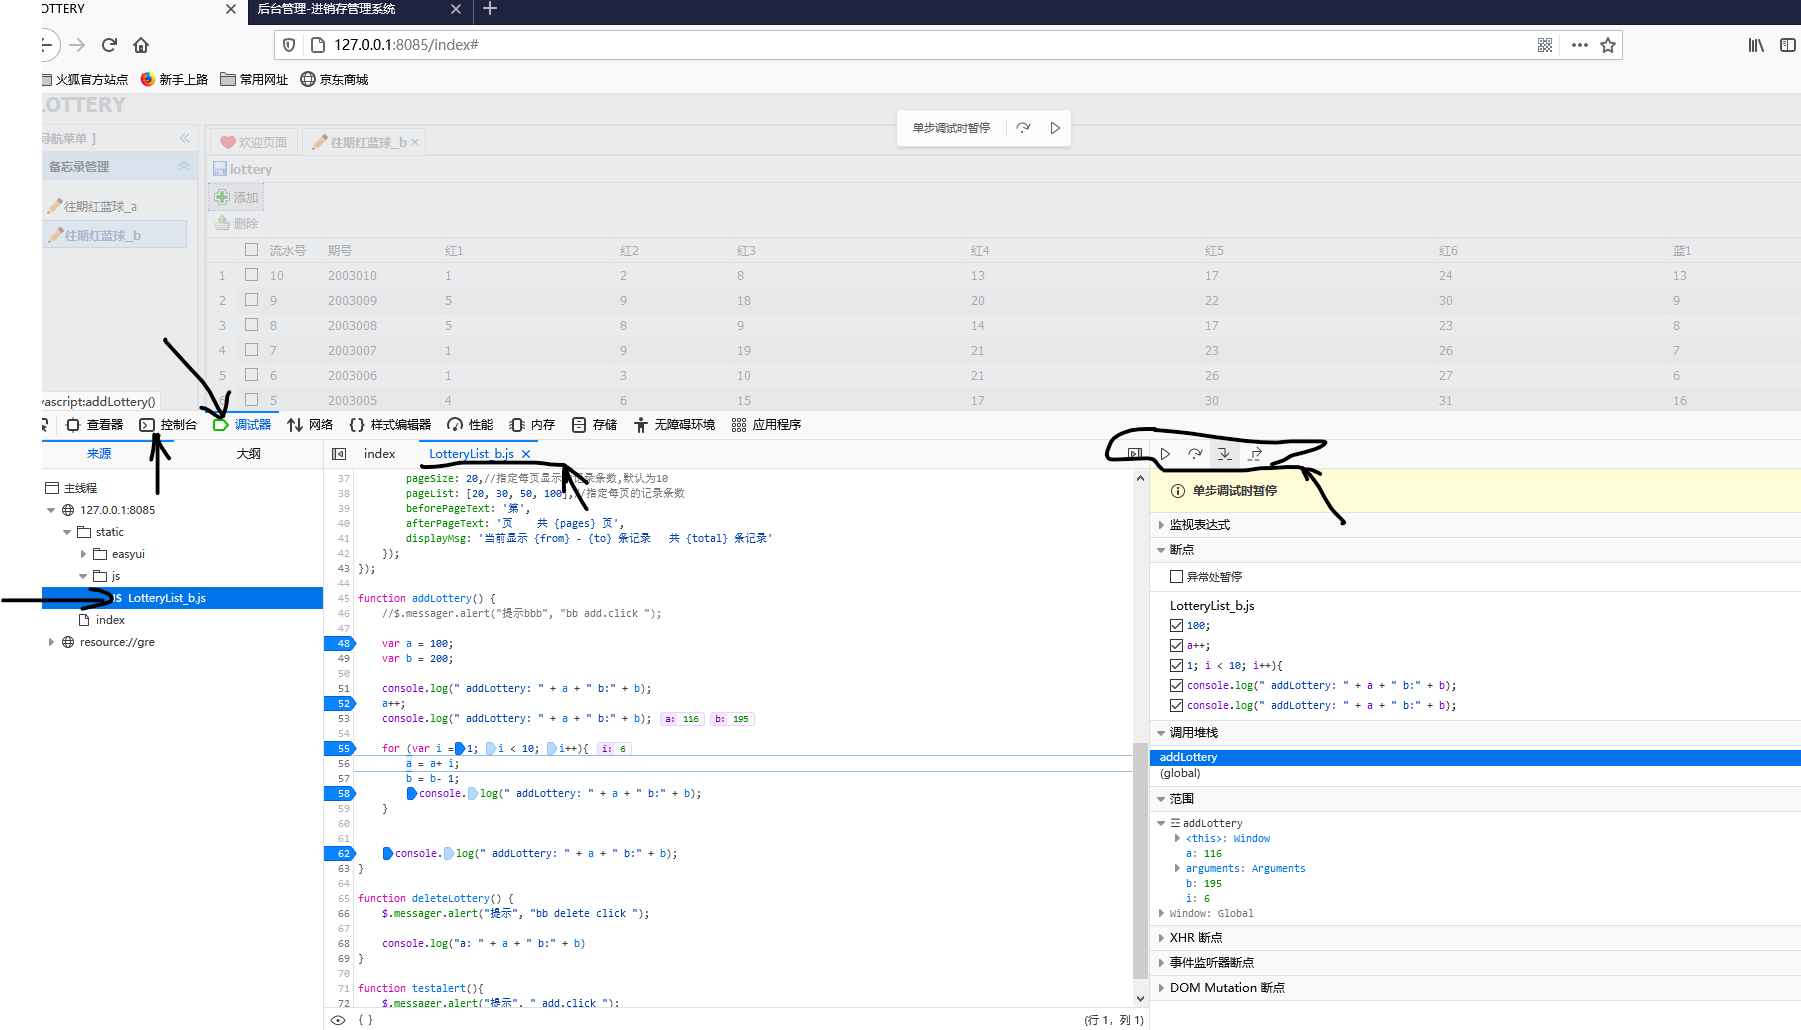 OTTERY
后台管理-进销存管理系统
127.0.0.1:8085/index#
火狐官方站点 新手上路 常用网址 京东商城
LOTTERY
导航菜单 ]
备忘录管理
往期红蓝球_a
往期红蓝球_b
欢迎页面 往期红蓝球_b
单步调试时暂停
lottery
添加
删除
流水号 期号 红1 红2 红3 红4 红5 红6 蓝1
1 10 2003010 1 2 8 13 17 24 13
2 9 2003009 5 9 18 20 22 30 9
3 8 2003008 5 8 9 14 17 23 8
4 7 2003007 1 9 19 21 23 26 7
5 6 2003006 1 3 10 21 26 27 6
5 2003005 4 6 15 17 30 31 16
vascript:addLottery()
查看器 控制台 调试器 网络 {} 样式编辑器 性能 内存 存储 无障碍环境 应用程序
来源 大纲
主线程
127.0.0.1:8085
static
easyui
js
LotteryList_b.js
index
resource://gre
index LotteryList_b.js
37 pageSize: 20,//指定每页显示 记录条数,默认为10
38 pageList: [20, 30, 50, 100],//指定每页的记录条数
39 beforePageText: '第',
40 afterPageText: '页 共 {pages} 页',
41 displayMsg: '当前显示 {from} - {to} 条记录 共 {total} 条记录'
42 });
43 });
44
45 function addLottery() {
46 //$.messager.alert("提示bbb", "bb add.click ");
47
48 var a = 100;
49 var b = 200;
50
51 console.log(" addLottery: " + a + " b:" + b);
52 a++;
53 console.log(" addLottery: " + a + " b:" + b); a: 116 b: 195
54
55 for (var i = 1; i < 10; i++){ i: 6
56 a = a+ i;
57 b = b- 1;
58 console.log(" addLottery: " + a + " b:" + b);
59 }
60
61
62 console.log(" addLottery: " + a + " b:" + b);
63 }
64
65 function deleteLottery() {
66 $.messager.alert("提示", "bb delete click ");
67
68 console.log("a: " + a + " b:" + b)
69 }
70
71 function testalert(){
72 $.messager.alert("提示", " add.click ");
{ } (行 1，列 1)
单步调试时暂停
监视表达式
断点
异常处暂停
LotteryList_b.js
100;
a++;
1; i < 10; i++){
console.log(" addLottery: " + a + " b:" + b);
console.log(" addLottery: " + a + " b:" + b);
调用堆栈
addLottery
(global)
范围
addLottery
<this>: Window
a: 116
arguments: Arguments
b: 195
i: 6
Window: Global
XHR 断点
事件监听器断点
DOM Mutation 断点